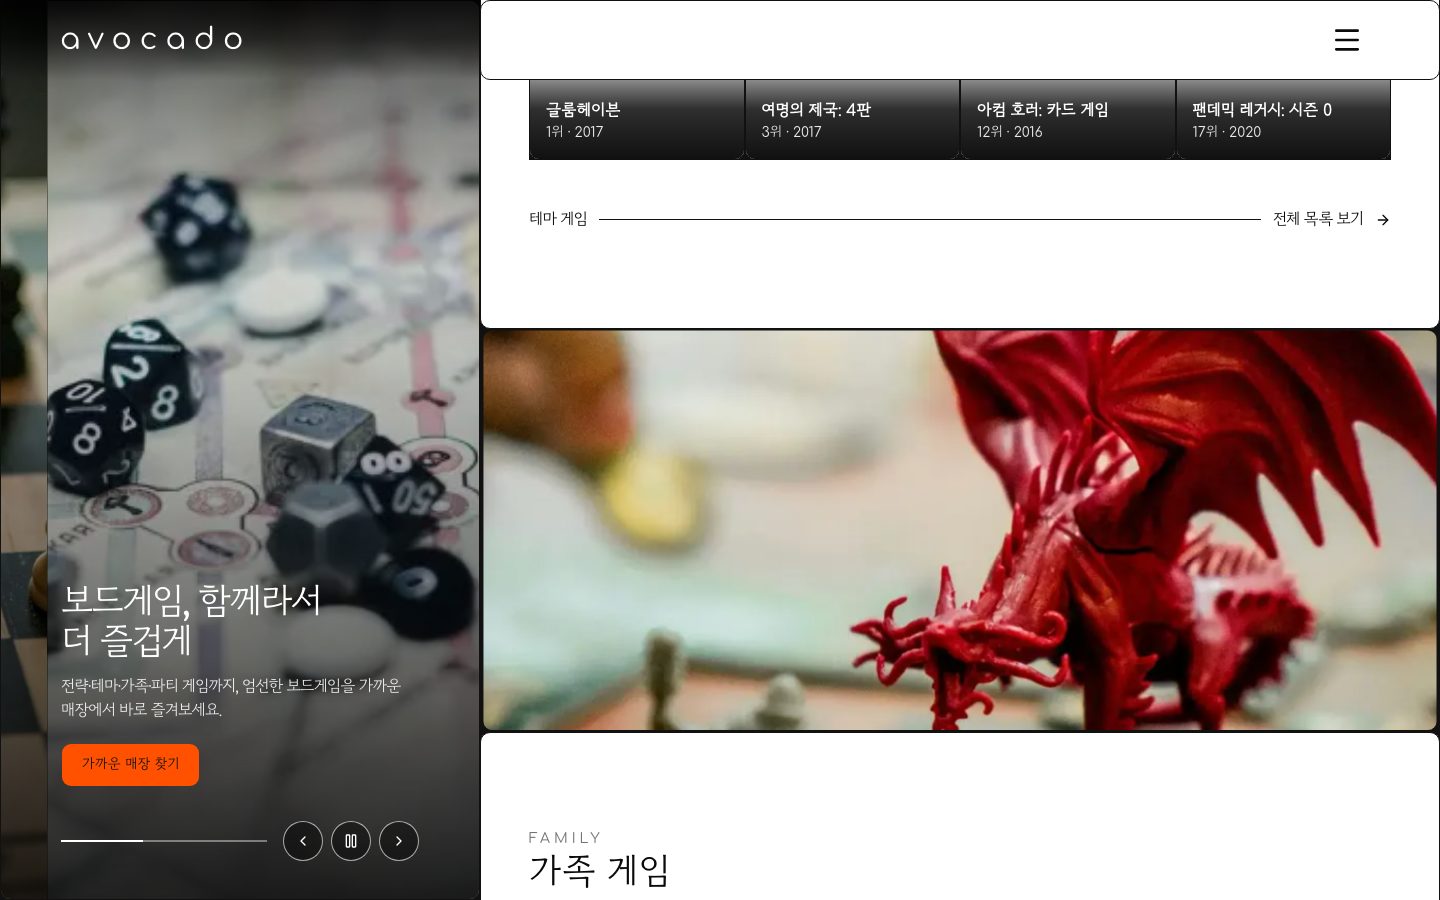 avocado
보드게임, 함께라서
더 즐겁게
전략·테마·가족·파티 게임까지, 엄선한 보드게임을 가까운
매장에서 바로 즐겨보세요.
가까운 매장 찾기
글룸헤이븐
1위 · 2017
여명의 제국: 4판
3위 · 2017
아컴 호러: 카드 게임
12위 · 2016
팬데믹 레거시: 시즌 0
17위 · 2020
테마 게임
전체 목록 보기
FAMILY
가족 게임